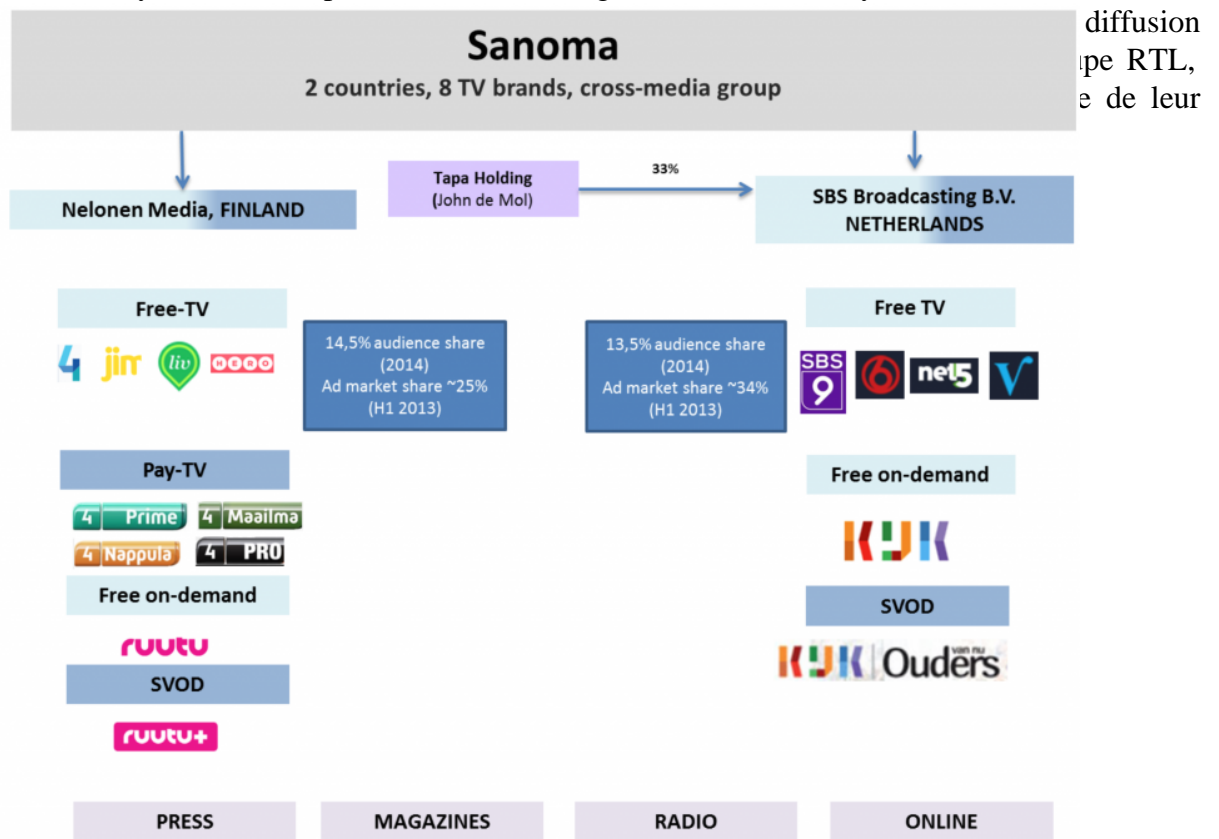 diffusion
upe RTL,
e de leur
Sanoma
2 countries, 8 TV brands, cross-media group
Tapa Holding
(John de Mol)
33%
Nelonen Media, FINLAND
SBS Broadcasting B.V.
NETHERLANDS
Free-TV
4
jim
liv
HERO
14,5% audience share
(2014)
Ad market share ~25%
(H1 2013)
13,5% audience share
(2014)
Ad market share ~34%
(H1 2013)
Free TV
SBS
9
6
net5
V
Pay-TV
4 Prime
4 Maailma
4 Nappula
4 PRO
Free on-demand
ruutu
SVOD
ruutu+
Free on-demand
KIJK
SVOD
KIJK Ouders
van nu
PRESS
MAGAZINES
RADIO
ONLINE